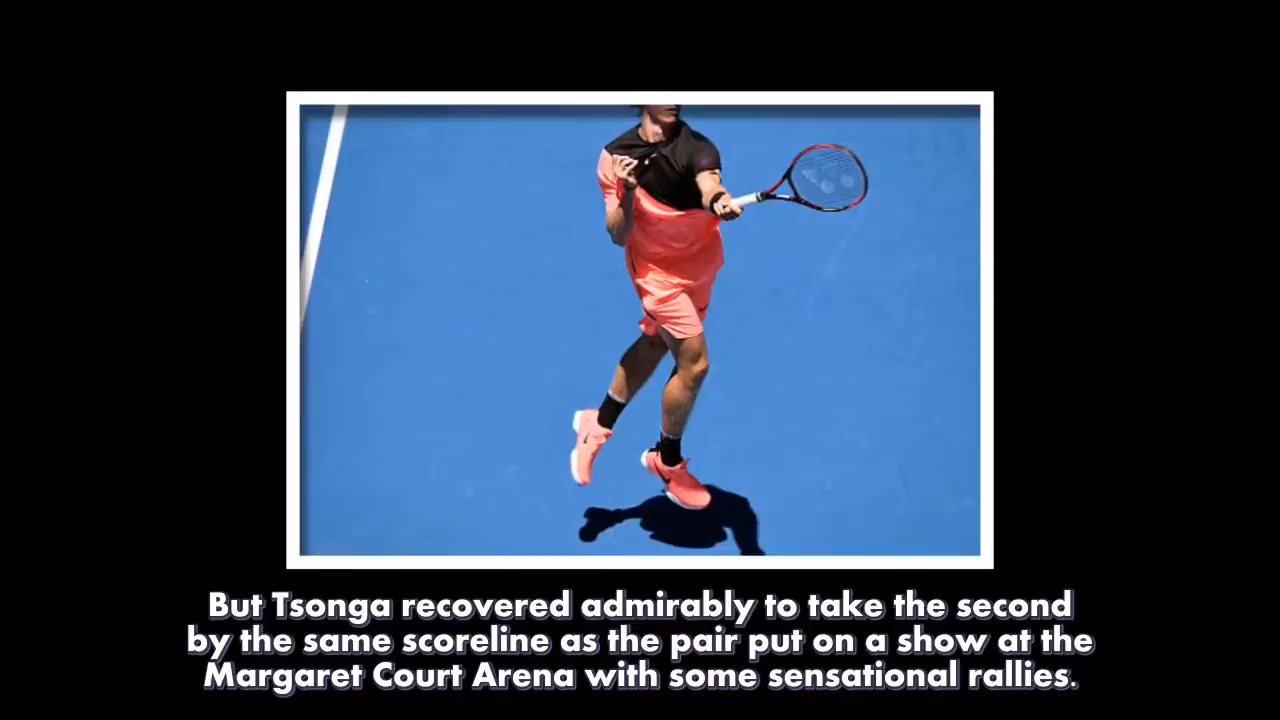 But Tsonga recovered admirably to take the second
by the same scoreline as the pair put on a show at the
Margaret Court Arena with some sensational rallies.